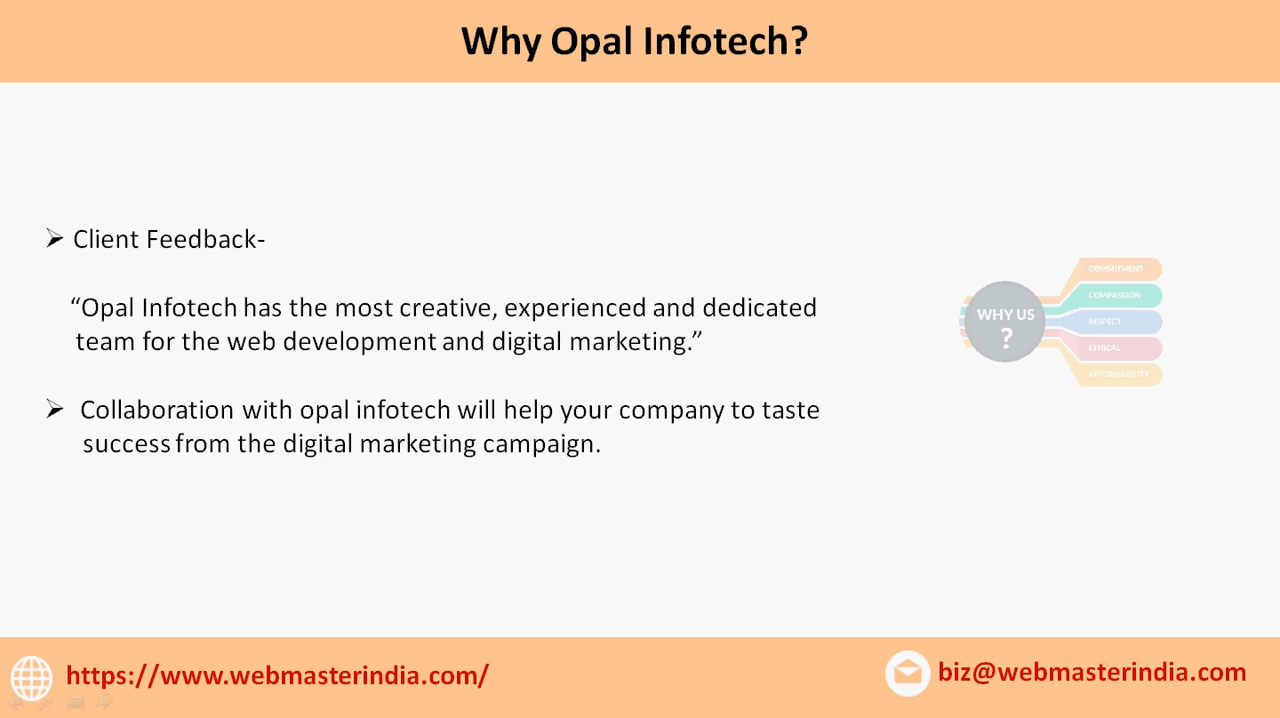 Why Opal Infotech?
➢ Client Feedback-
“Opal Infotech has the most creative, experienced and dedicated
team for the web development and digital marketing.”
➢ Collaboration with opal infotech will help your company to taste
success from the digital marketing campaign.
WHY US
?
COMMITMENT
COMPASSION
RESPECT
ETHICAL
AFFORDABILITY
https://www.webmasterindia.com/
biz@webmasterindia.com